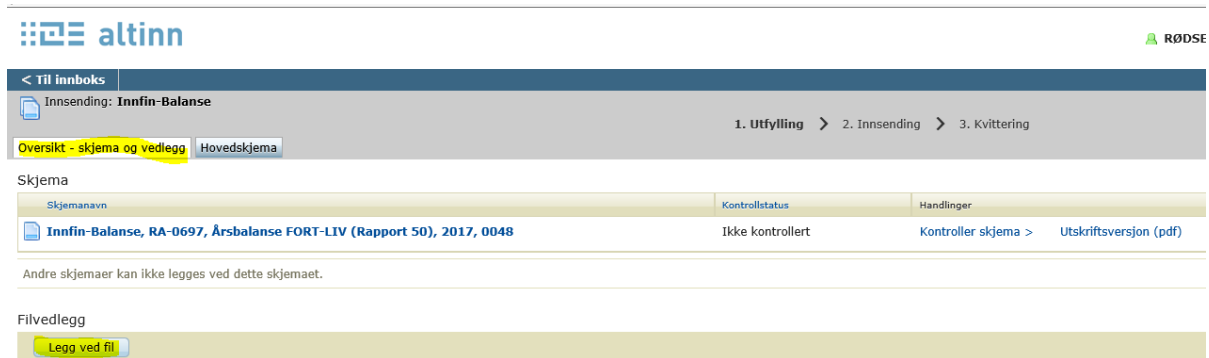 altinn
RØDSE
< Til innboks
Innsending: Innfin-Balanse
1. Utfylling > 2. Innsending > 3. Kvittering
Oversikt - skjema og vedlegg Hovedskjema
Skjema
Skjemanavn Kontrollstatus Handlinger
Innfin-Balanse, RA-0697, Årsbalanse FORT-LIV (Rapport 50), 2017, 0048 Ikke kontrollert Kontroller skjema > Utskriftsversjon (pdf)
Andre skjemaer kan ikke legges ved dette skjemaet.
Filvedlegg
Legg ved fil